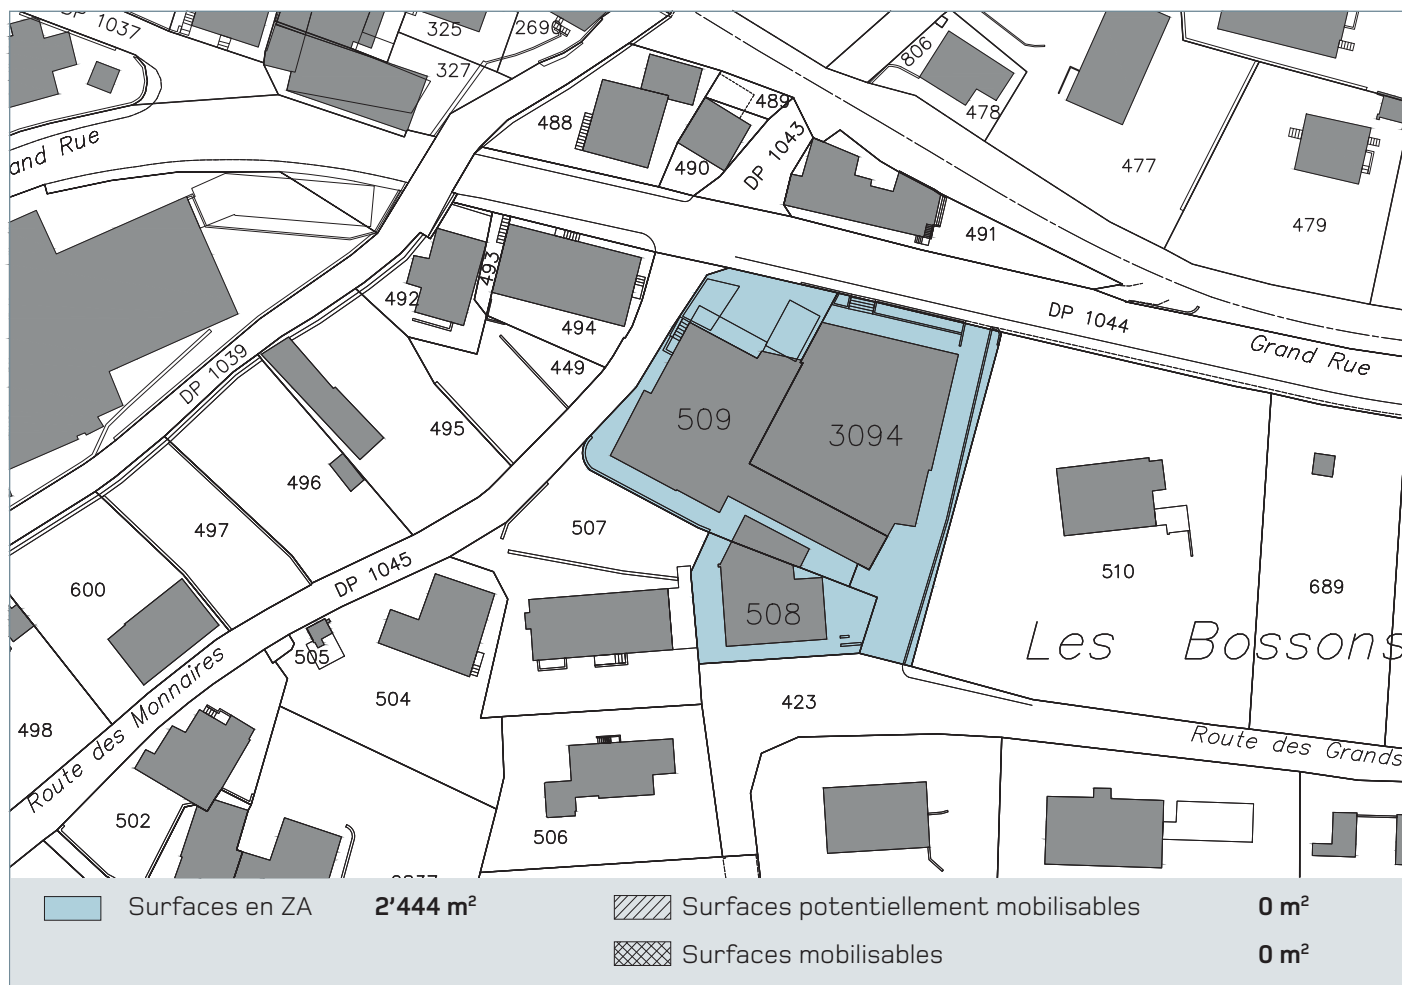 DP 1037
325
269
327
806
478
477
479
488
489
490
DP 1043
491
and Rue
492
493
494
449
DP 1044
Grand Rue
DP 1039
495
496
497
509
3094
507
510
689
DP 1045
600
508
Les Bossons
505
504
498
Route des Monnaires
423
Route des Grands
502
506
Surfaces en ZA 2'444 m²
Surfaces potentiellement mobilisables 0 m²
Surfaces mobilisables 0 m²